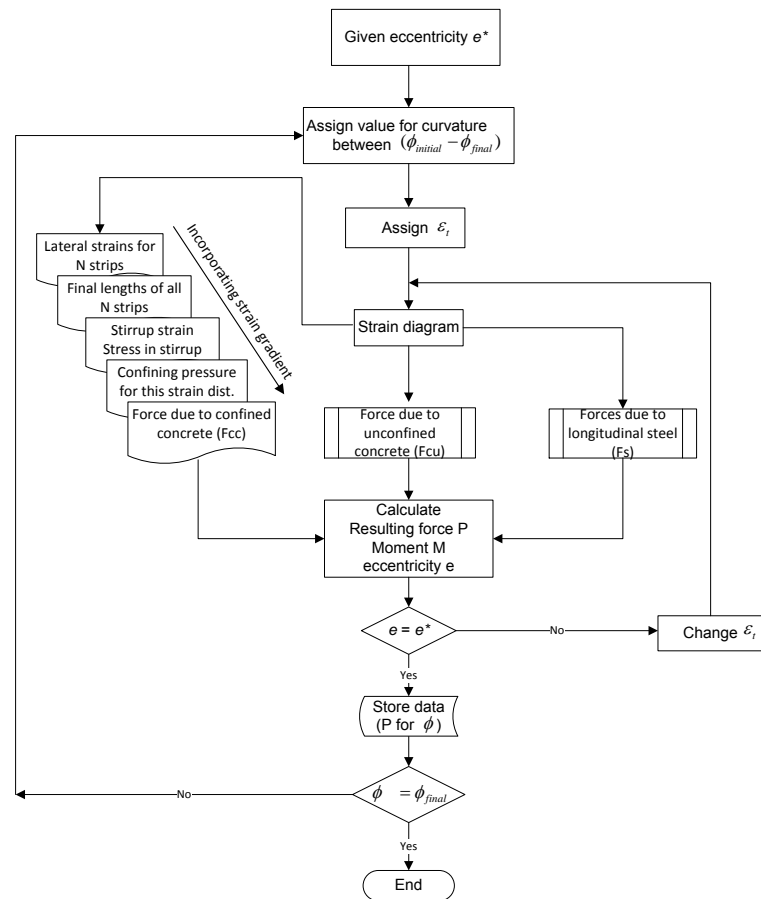 Given eccentricity e*
Assign value for curvature
between (ϕinitial − ϕfinal)
Assign εt
Lateral strains for
N strips
Final lengths of all
N strips
Stirrup strain
Stress in stirrup
Confining pressure
for this strain dist.
Force due to confined
concrete (Fcc)
Incorporating strain gradient
Strain diagram
Force due to
unconfined
concrete (Fcu)
Forces due to
longitudinal steel
(Fs)
Calculate
Resulting force P
Moment M
eccentricity e
e = e*
No
Change εt
Yes
Store data
(P for ϕ)
ϕ = ϕfinal
No
Yes
End